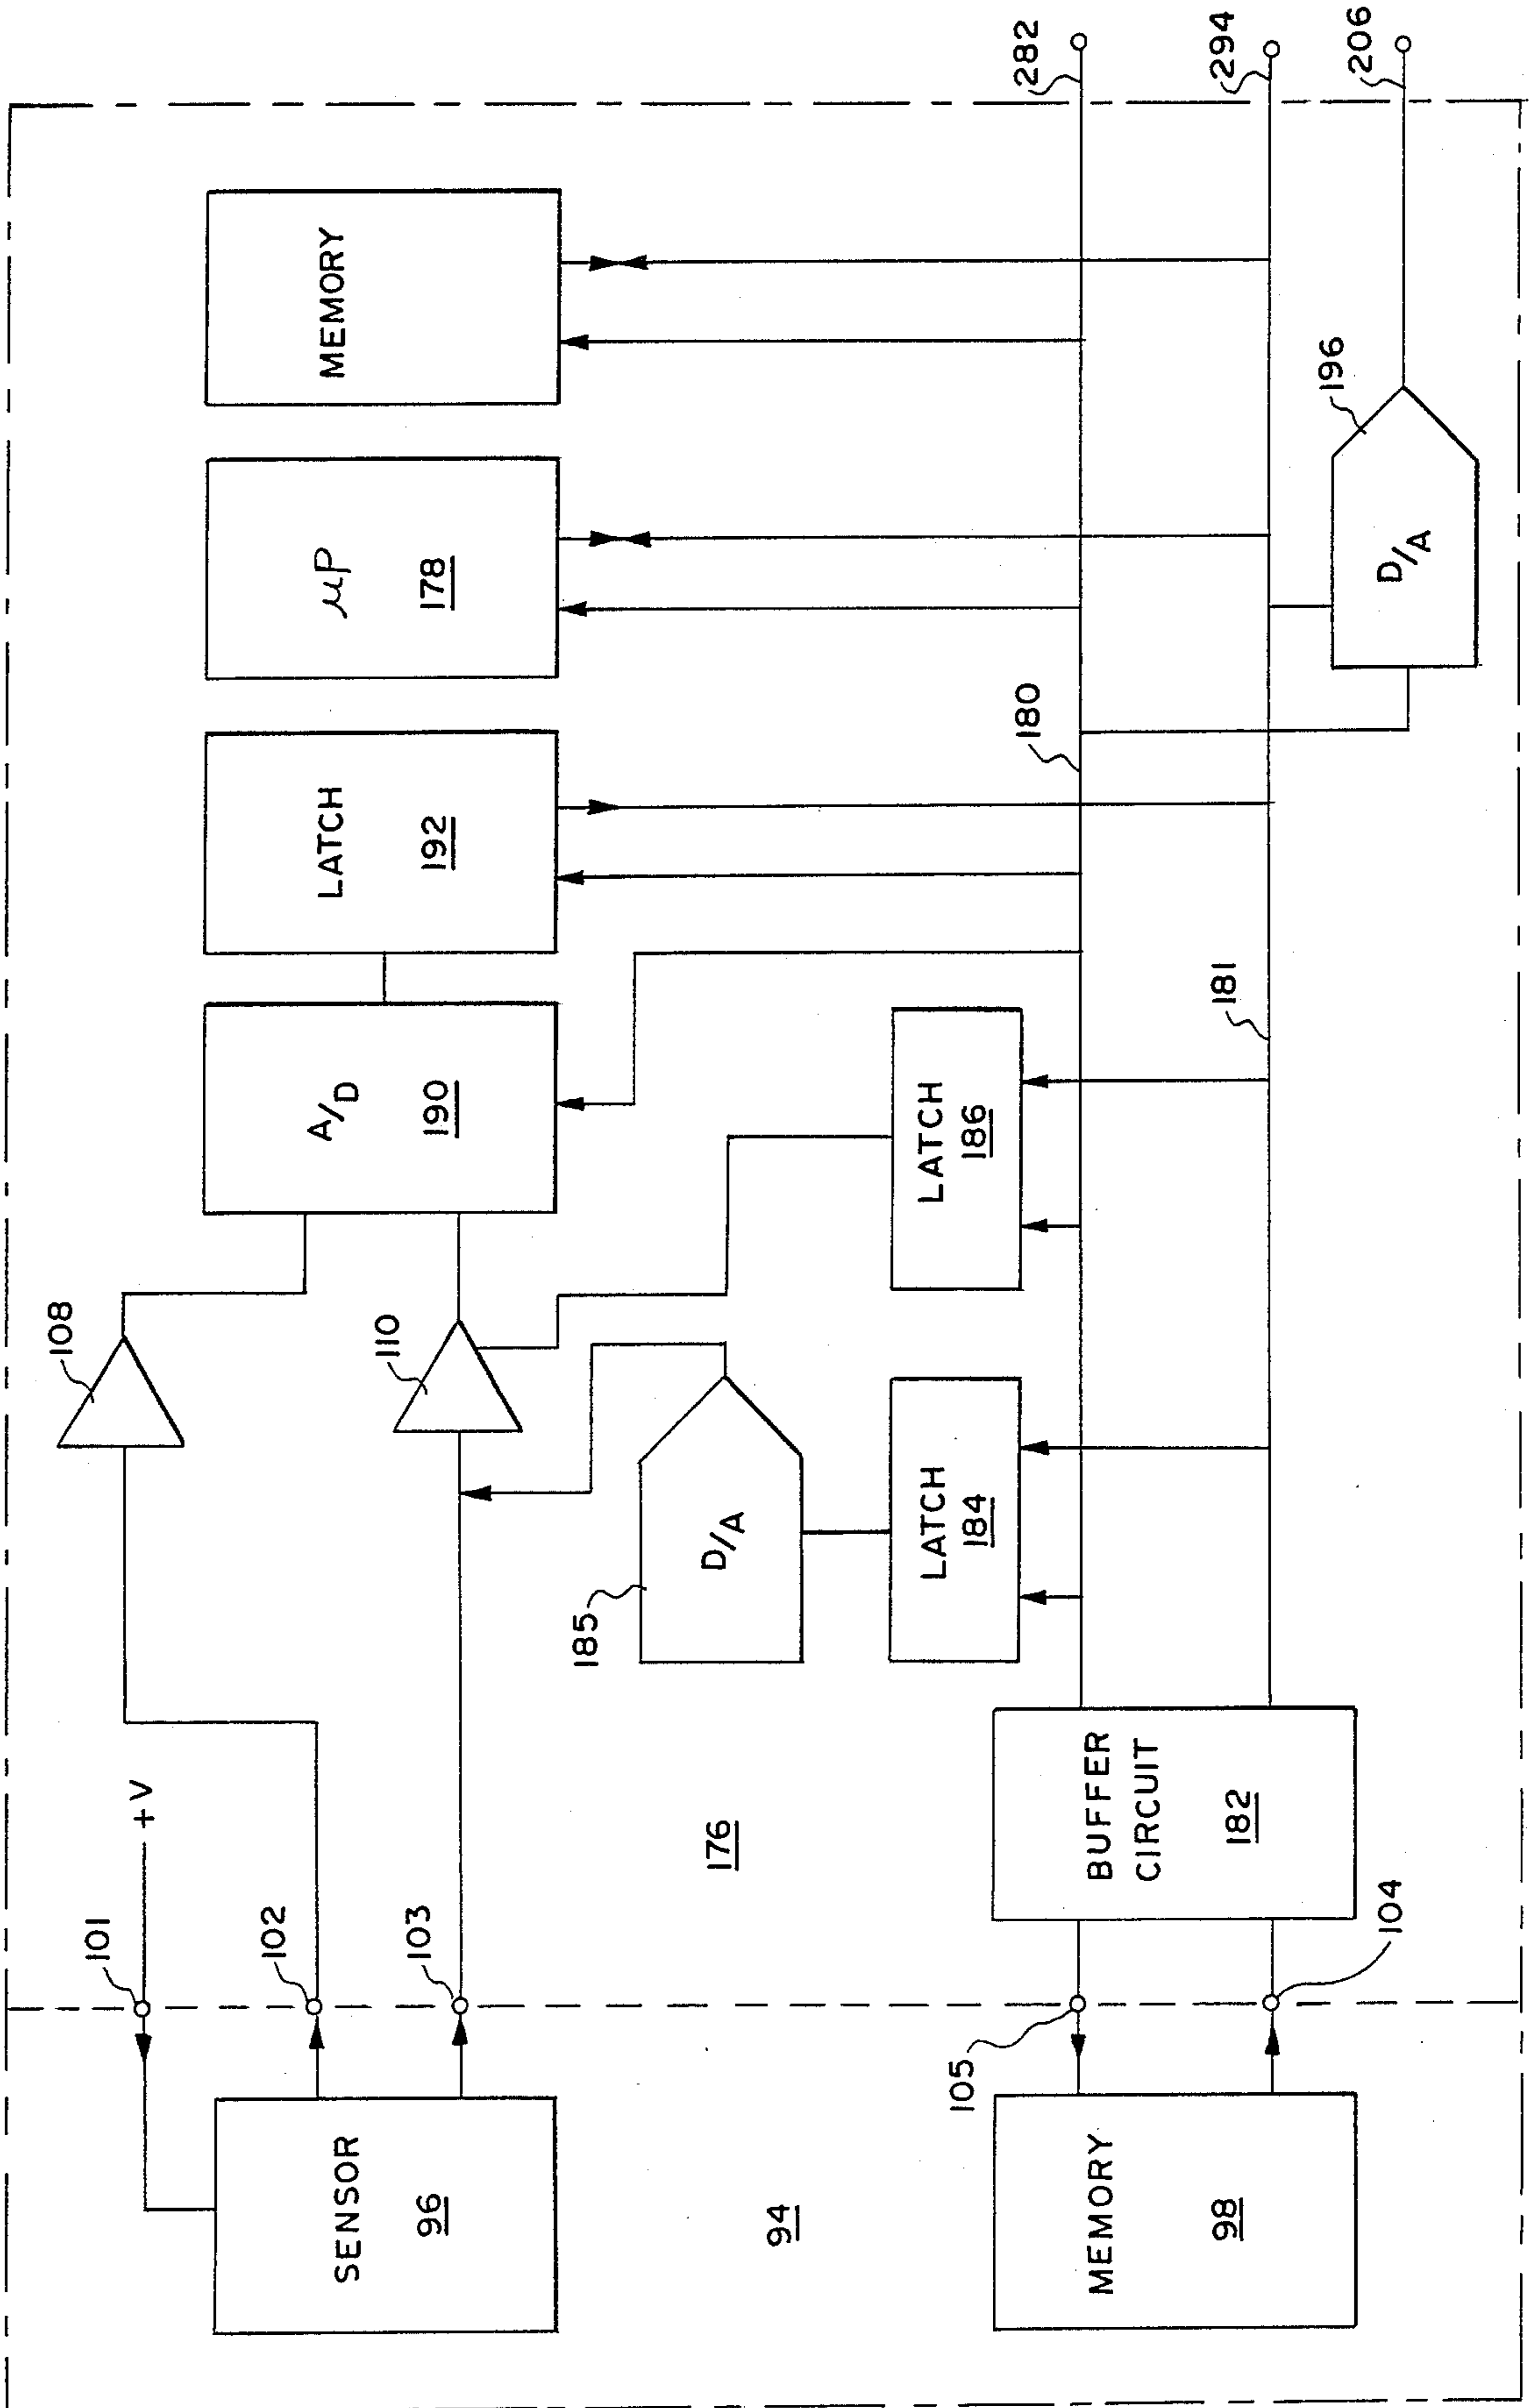 +V
101
102
103
SENSOR
96
94
105
104
MEMORY
98
176
BUFFER
CIRCUIT
182
108
110
185
D/A
LATCH
184
LATCH
186
A/D
190
LATCH
192
µP
178
MEMORY
180
181
D/A
196
282
294
206